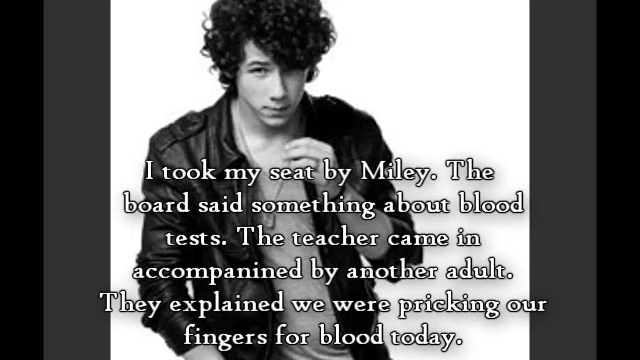 I took my seat by Miley. The
board said something about blood
tests. The teacher came in
accompanined by another adult.
They explained we were pricking our
fingers for blood today.